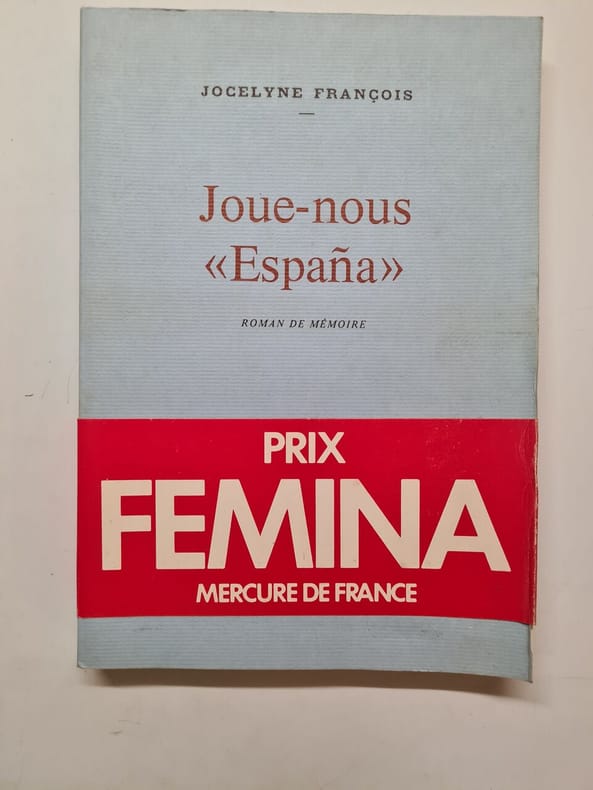 JOCELYNE FRANÇOIS
Joue-nous
«España»
ROMAN DE MÉMOIRE
PRIX
FEMINA
MERCURE DE FRANCE